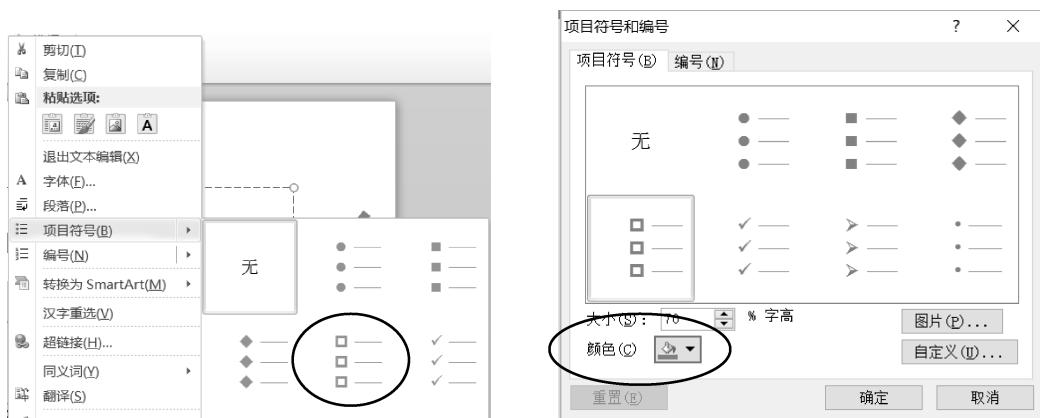 剪切(T)
复制(C)
粘贴选项:
A
退出文本编辑(X)
A 字体(F)...
段落(P)...
项目符号(B)
编号(N)
转换为 SmartArt(M)
汉字重选(V)
超链接(H)...
同义词(Y)
翻译(S)
无
项目符号和编号
? ×
项目符号(B) 编号(N)
无
大小(S): 70 % 字高
图片(P)...
颜色(C)
自定义(U)...
重置(E) 确定 取消